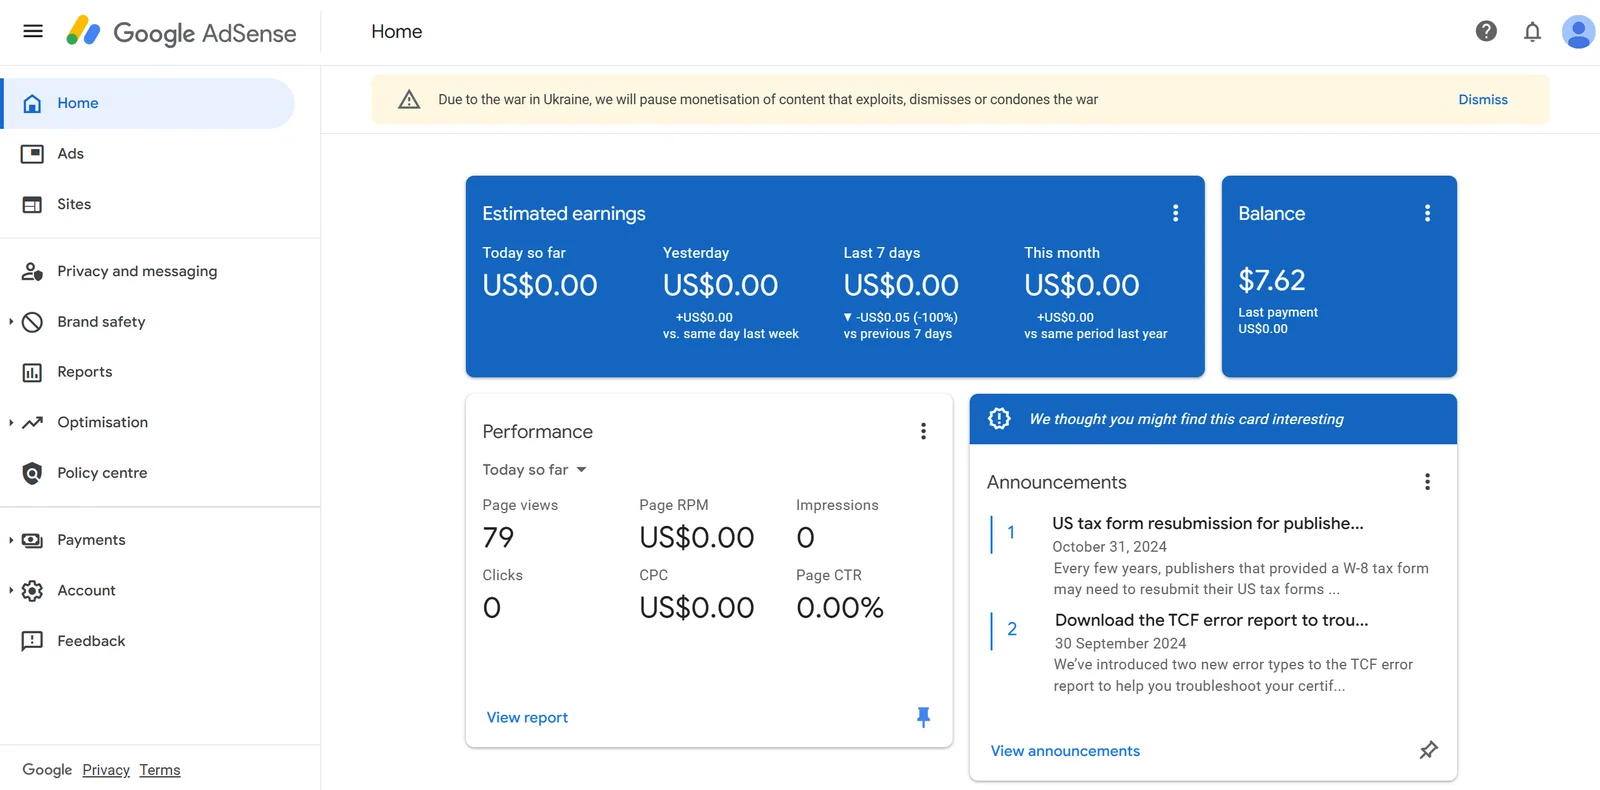 Google AdSense
Home
Home
Ads
Sites
Privacy and messaging
Brand safety
Reports
Optimisation
Policy centre
Payments
Account
Feedback
Google Privacy Terms
Due to the war in Ukraine, we will pause monetisation of content that exploits, dismisses or condones the war
Dismiss
Estimated earnings
Today so far
US$0.00
Yesterday
US$0.00
+US$0.00
vs. same day last week
Last 7 days
US$0.00
▼ -US$0.05 (-100%)
vs previous 7 days
This month
US$0.00
+US$0.00
vs same period last year
Balance
$7.62
Last payment
US$0.00
Performance
Today so far
Page views
79
Page RPM
US$0.00
Impressions
0
Clicks
0
CPC
US$0.00
Page CTR
0.00%
View report
We thought you might find this card interesting
Announcements
1
US tax form resubmission for publishe...
October 31, 2024
Every few years, publishers that provided a W-8 tax form
may need to resubmit their US tax forms ...
2
Download the TCF error report to trou...
30 September 2024
We've introduced two new error types to the TCF error
report to help you troubleshoot your certif...
View announcements